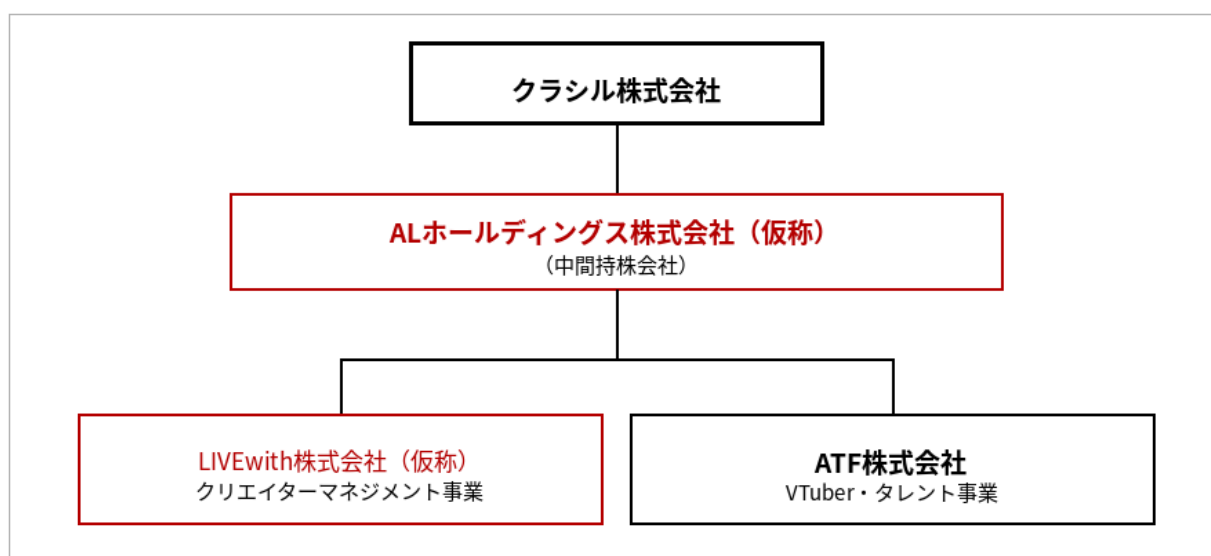 クラシル株式会社
ALホールディングス株式会社（仮称）
（中間持株会社）
LIVEwith株式会社（仮称）
クリエイターマネジメント事業
ATF株式会社
VTuber・タレント事業